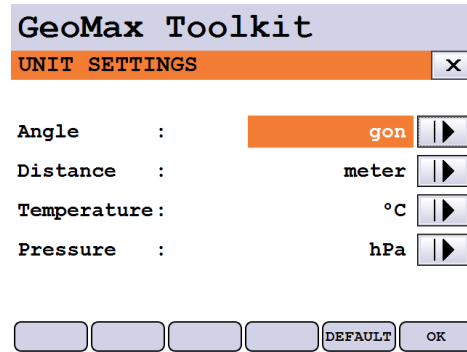 GeoMax Toolkit
UNIT SETTINGS X
Angle : gon
Distance : meter
Temperature: °C
Pressure : hPa
DEFAULT OK